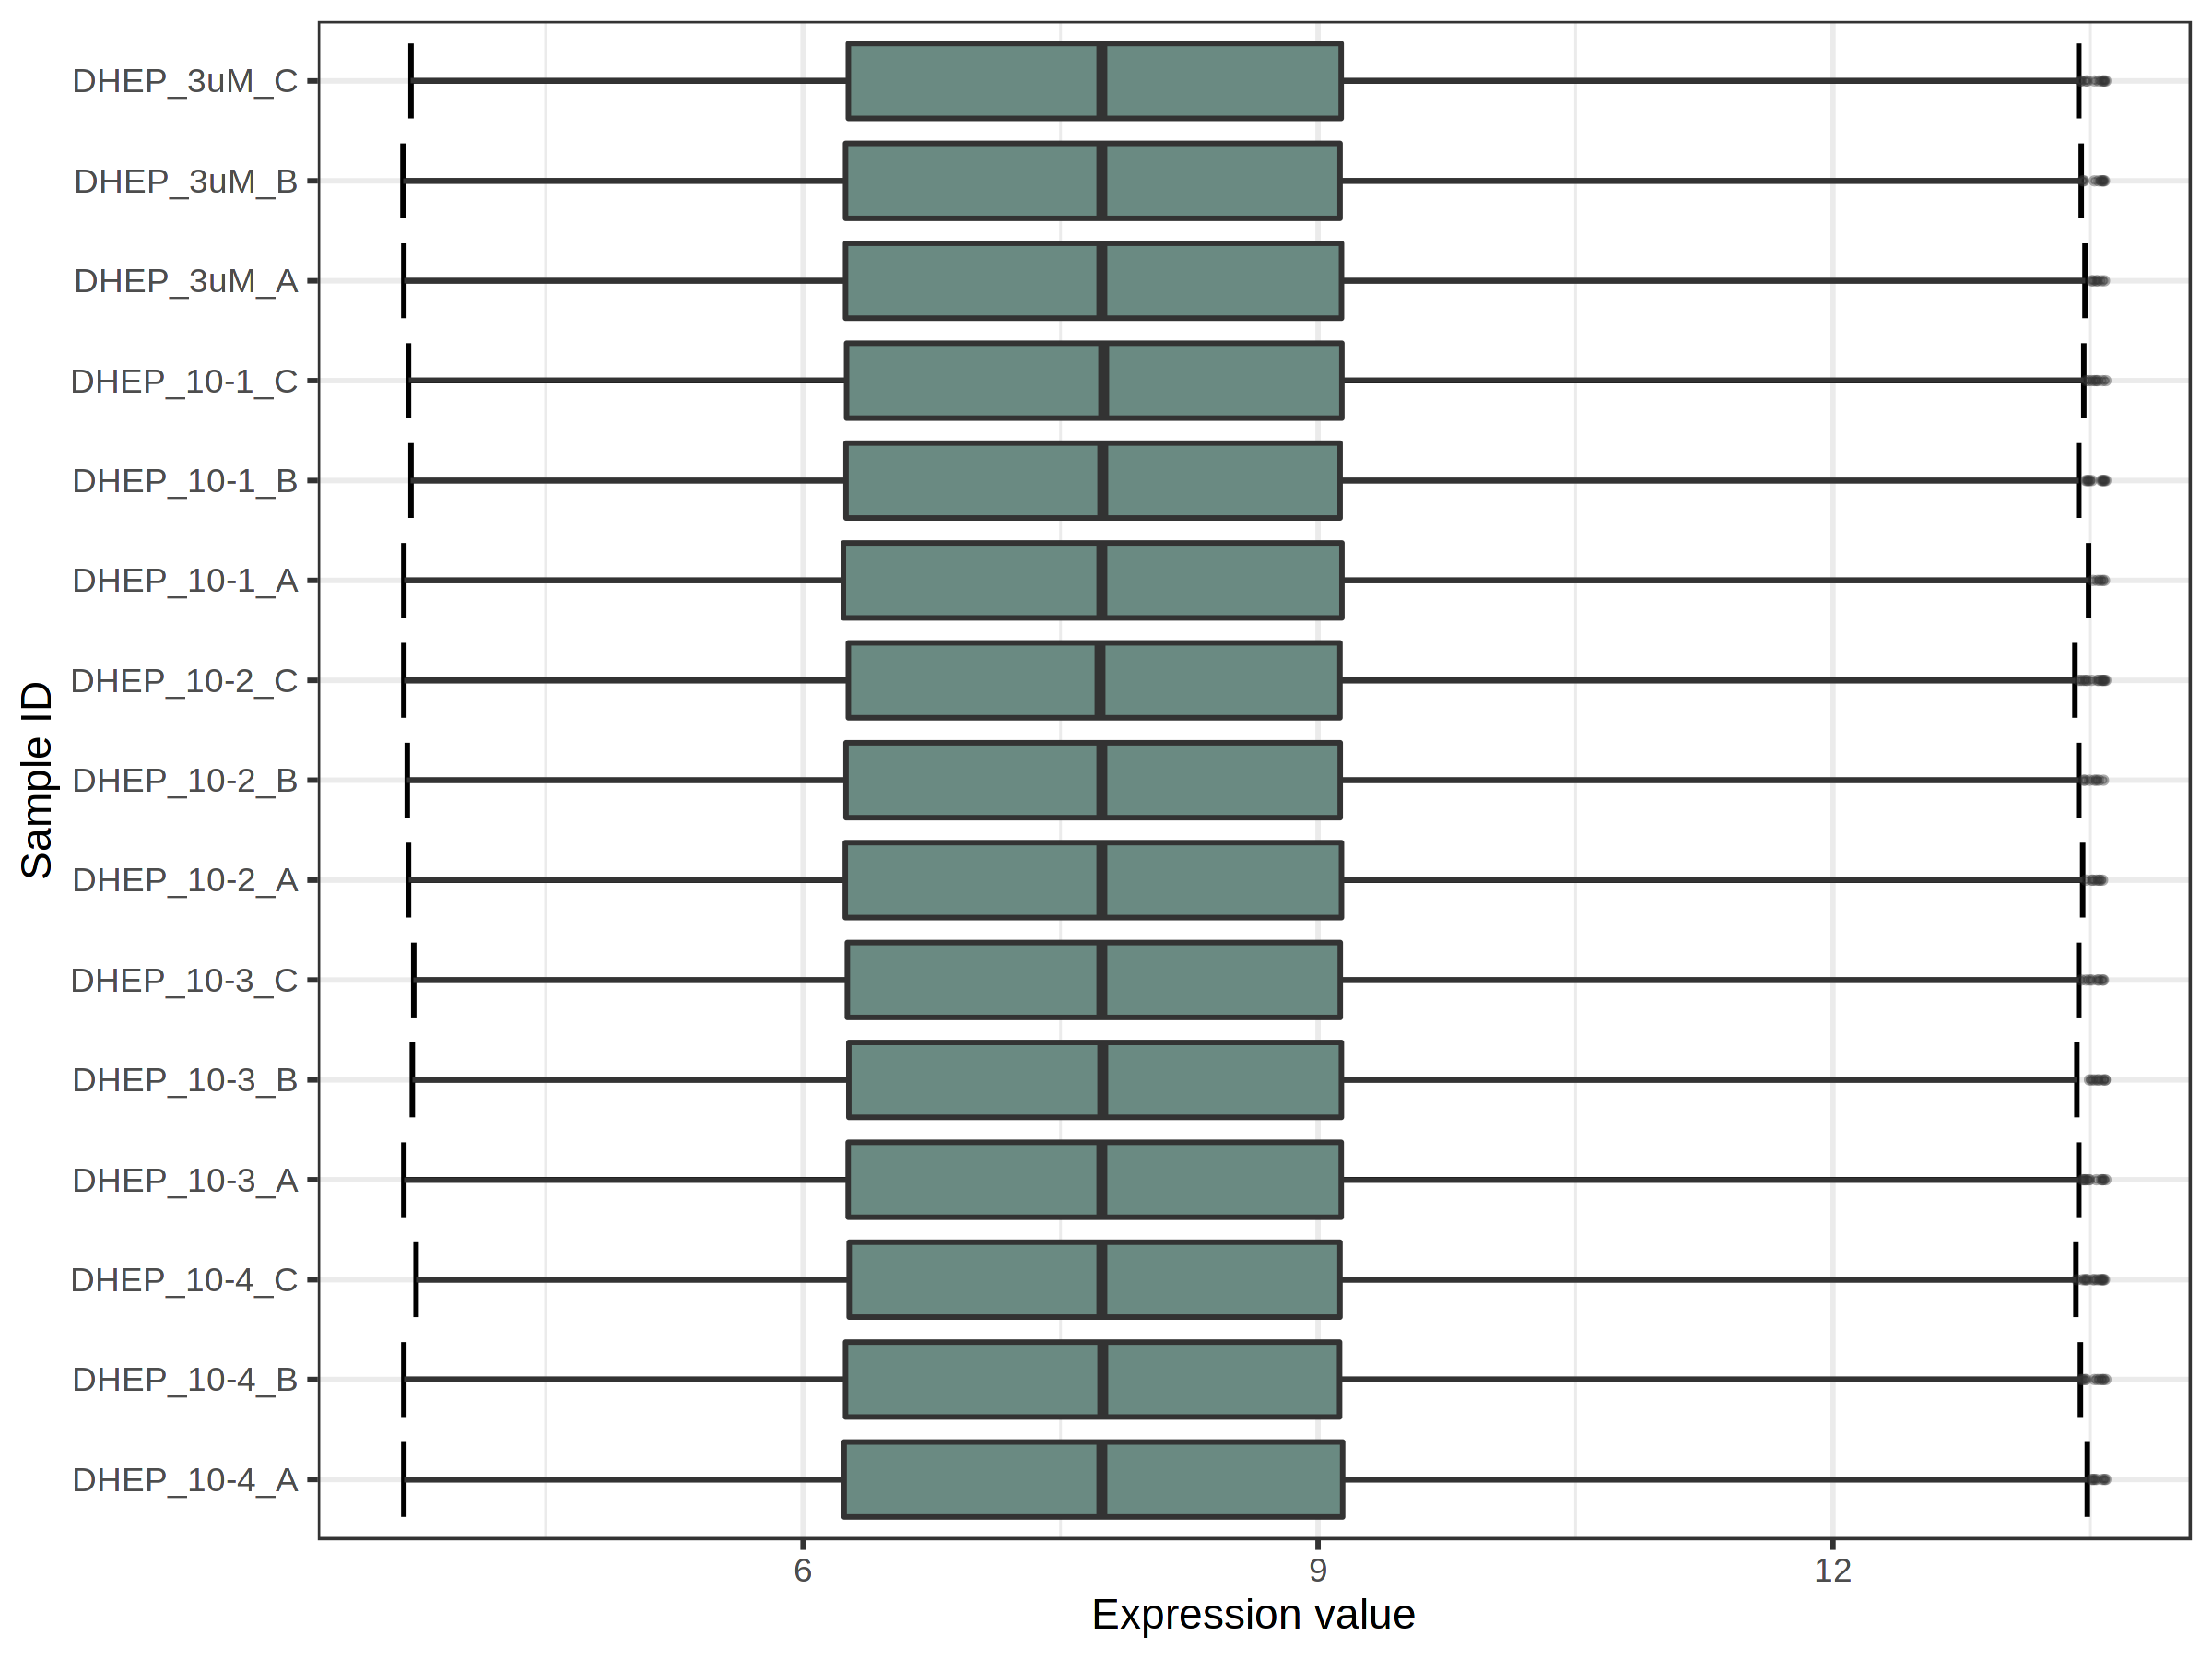 DHEP_3uM_C
DHEP_3uM_B
DHEP_3uM_A
DHEP_10-1_C
DHEP_10-1_B
DHEP_10-1_A
DHEP_10-2_C
DHEP_10-2_B
DHEP_10-2_A
DHEP_10-3_C
DHEP_10-3_B
DHEP_10-3_A
DHEP_10-4_C
DHEP_10-4_B
DHEP_10-4_A
Sample ID
6 9 12
Expression value